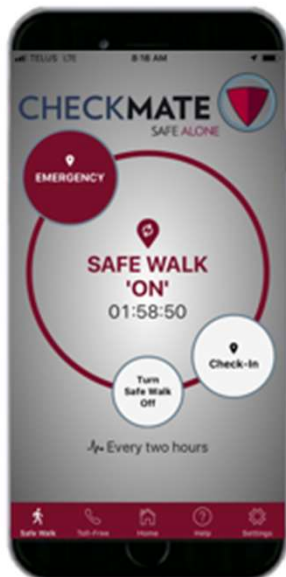 TELUS LTE 8:18 AM
CHECKMATE
SAFE ALONE
EMERGENCY
SAFE WALK
'ON'
01:58:50
Check-In
Turn
Safe Walk
Off
Every two hours
Safe Walk Toll-Free Home Help Settings